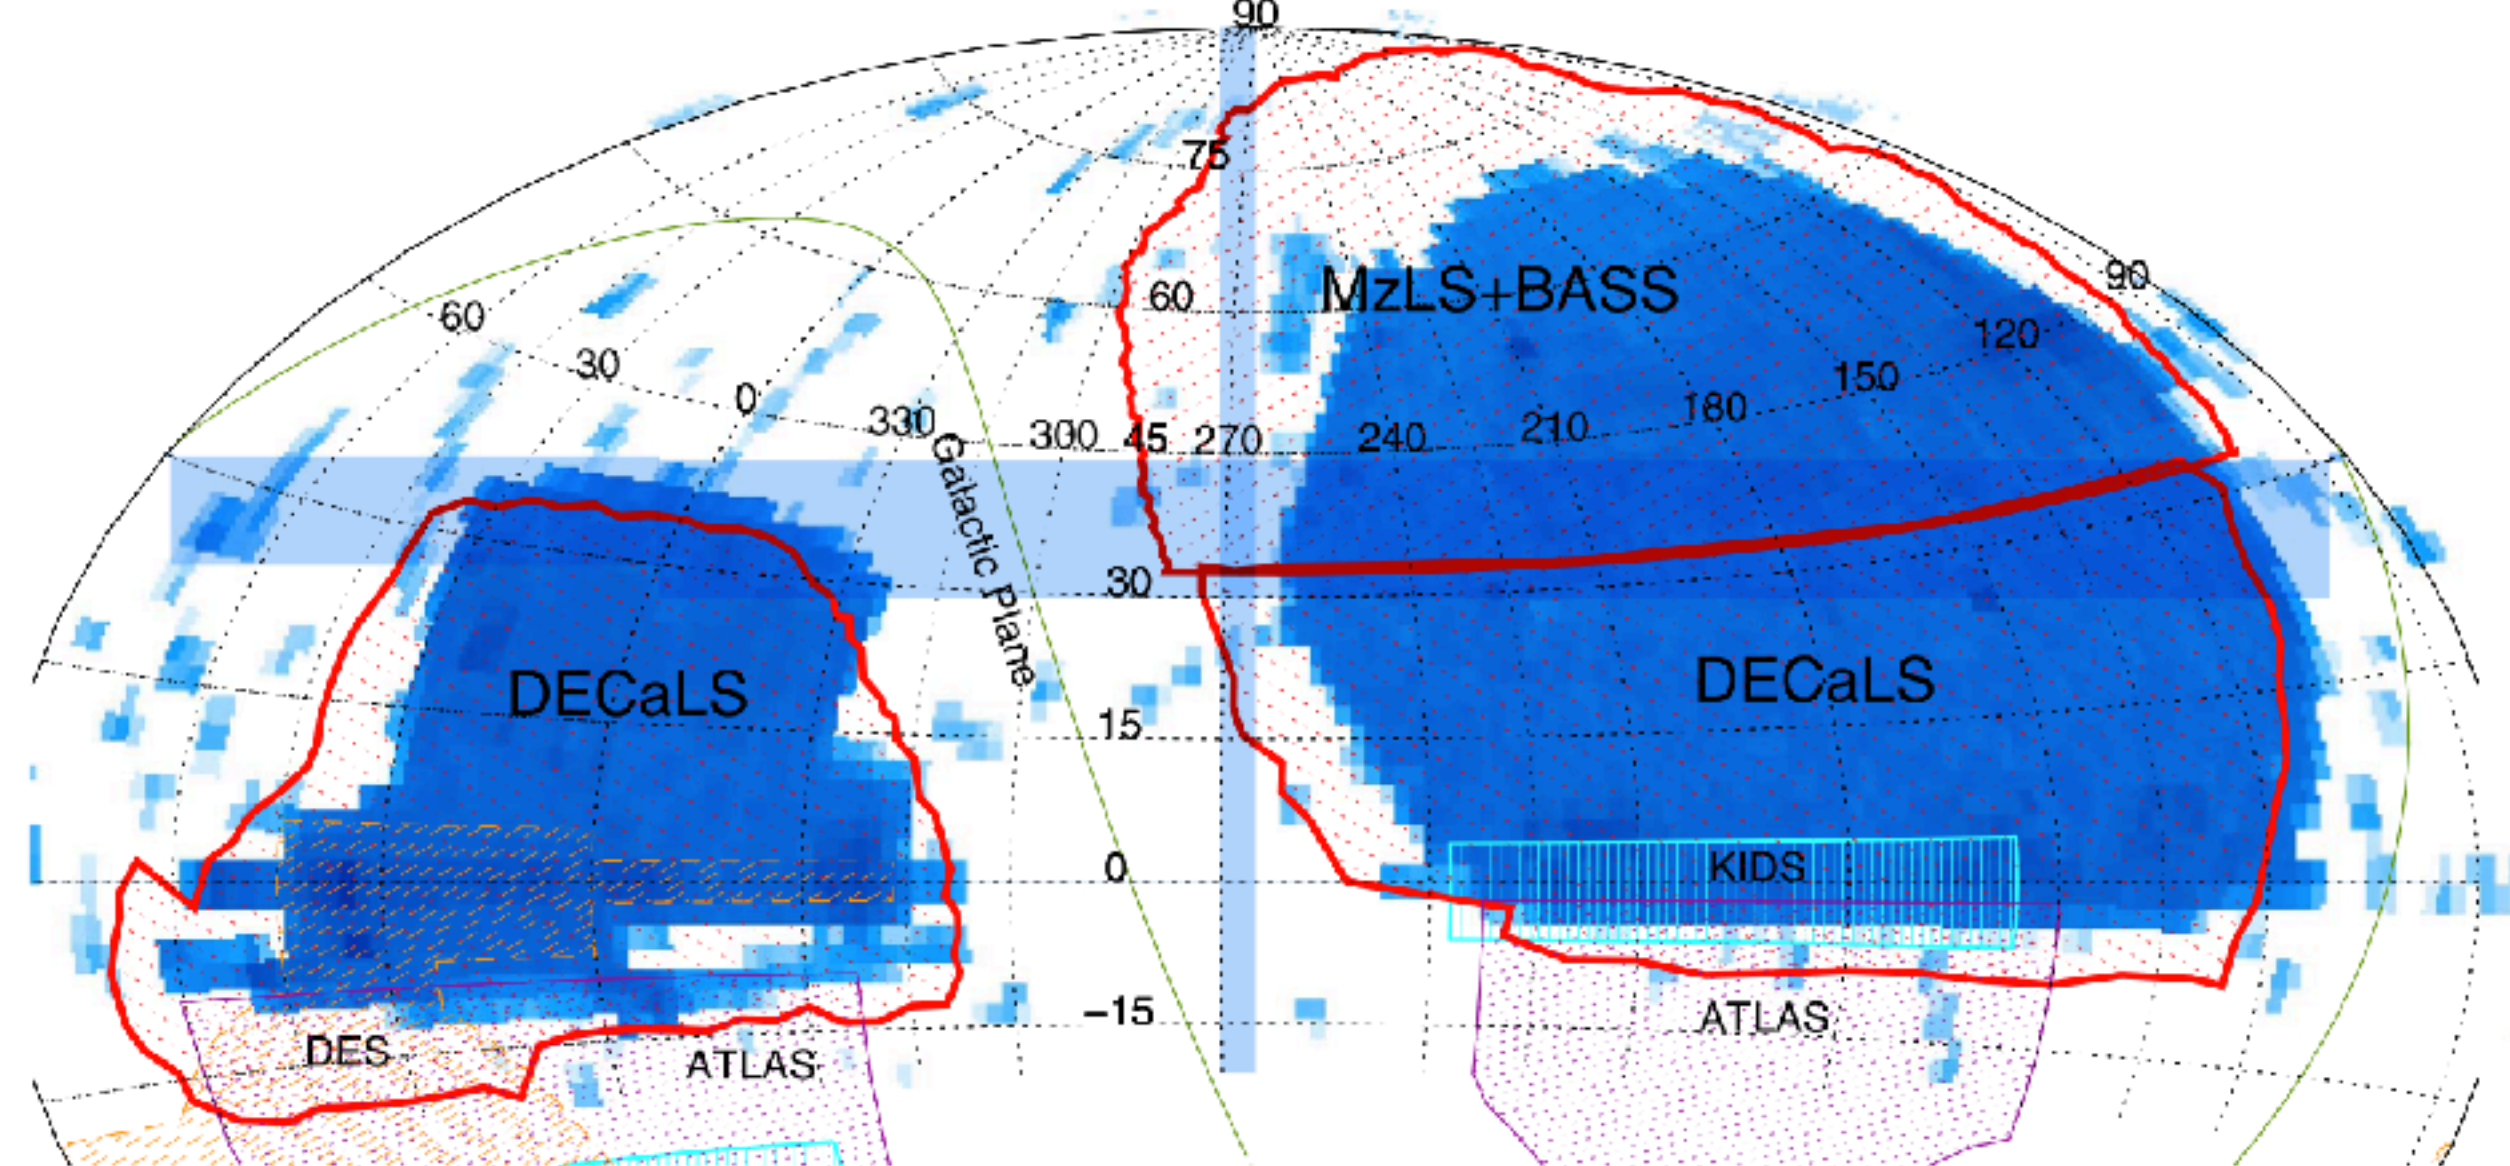 90
75
90
60
MzLS+BASS
60
120
30
150
0
180
330
210
300
45
270
240
Galactic Plane
30
DECaLS
DECaLS
15
0
KIDS
−15
ATLAS
DES
ATLAS